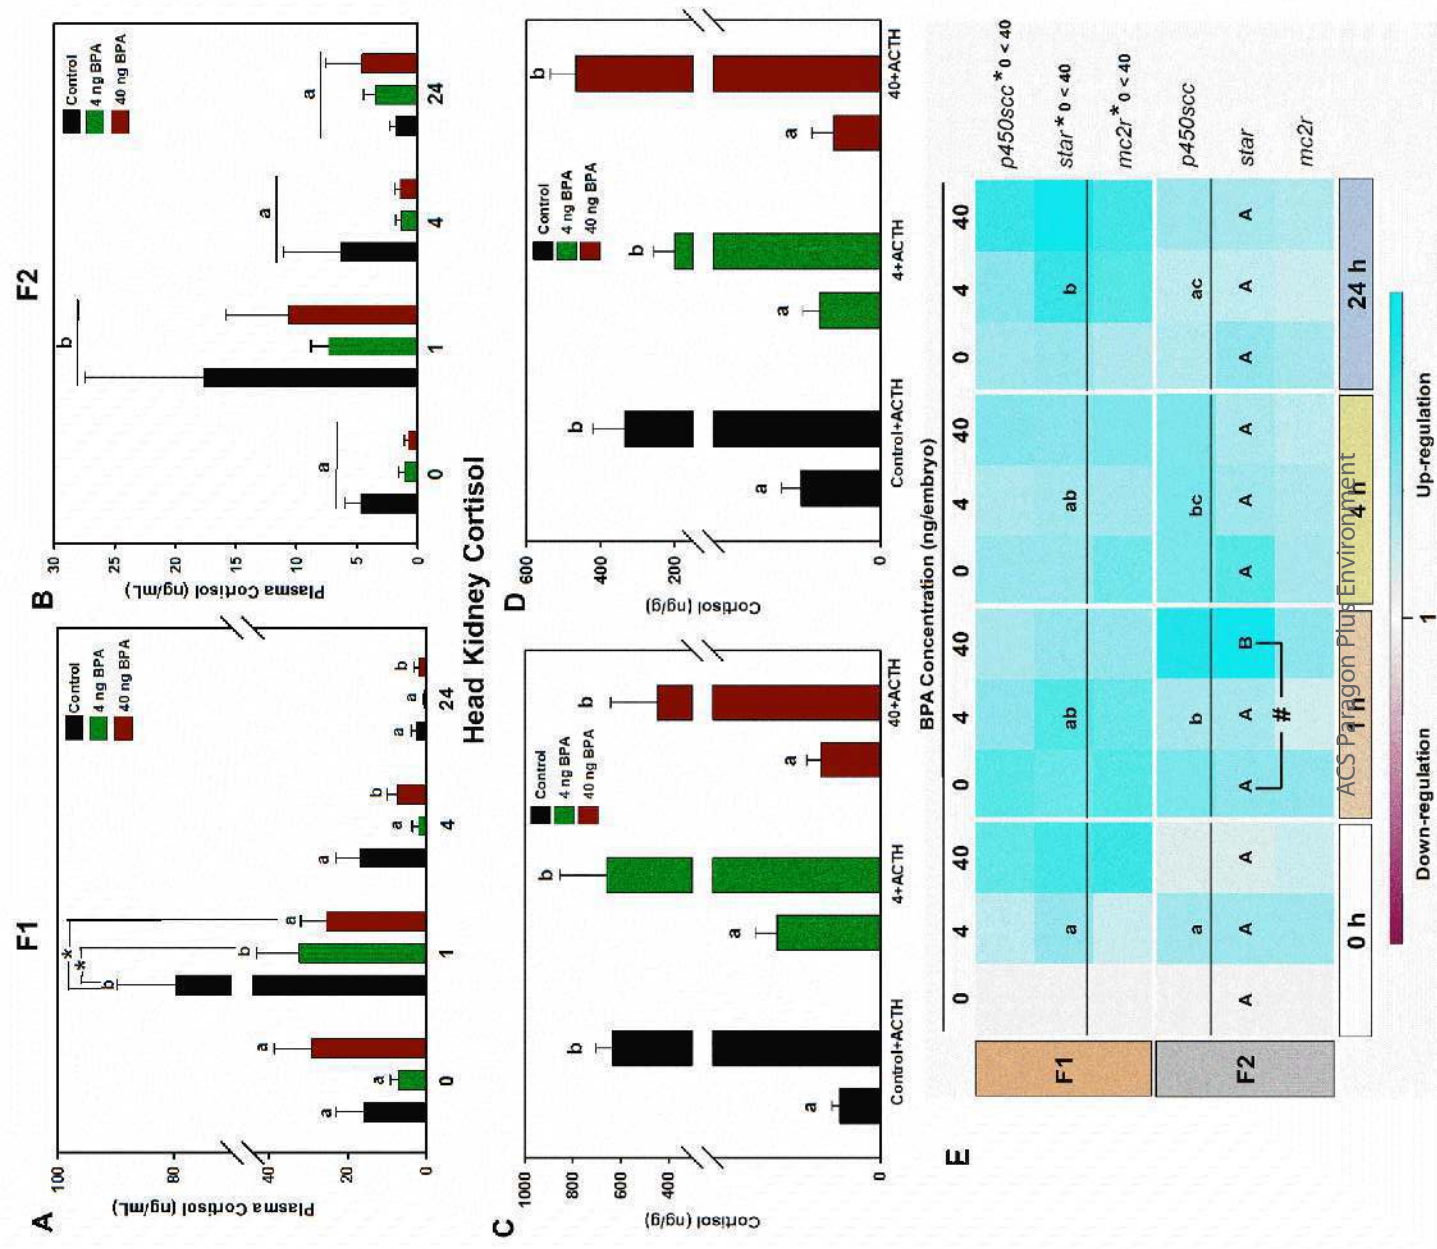 F1
F2
A
Plasma Cortisol (ng/mL)
100
80
40
20
0
Control
4 ng BPA
40 ng BPA
a
a
a
b
b
a
*
*
a
a
b
a
a
b
0
1
4
24
B
Plasma Cortisol (ng/mL)
30
25
20
15
10
5
0
Control
4 ng BPA
40 ng BPA
a
b
a
a
0
1
4
24
Head Kidney Cortisol
C
Cortisol (ng/g)
1000
800
600
400
0
Control
4 ng BPA
40 ng BPA
a
b
a
b
a
b
Control+ACTH
4+ACTH
40+ACTH
D
Cortisol (ng/g)
600
400
200
0
Control
4 ng BPA
40 ng BPA
a
b
a
b
a
b
Control+ACTH
4+ACTH
40+ACTH
E
BPA Concentration (ng/embryo)
0 4 40 0 4 40 0 4 40 0 4 40
F1
p450scc * 0 < 40
a ab ab b
star * 0 < 40
mc2r * 0 < 40
F2
a b bc ac
p450scc
A A A A A B A A A A A A
star
#
mc2r
0 h
1 h
4 h
24 h
Down-regulation
1
Up-regulation
ACS Paragon Plus Environment